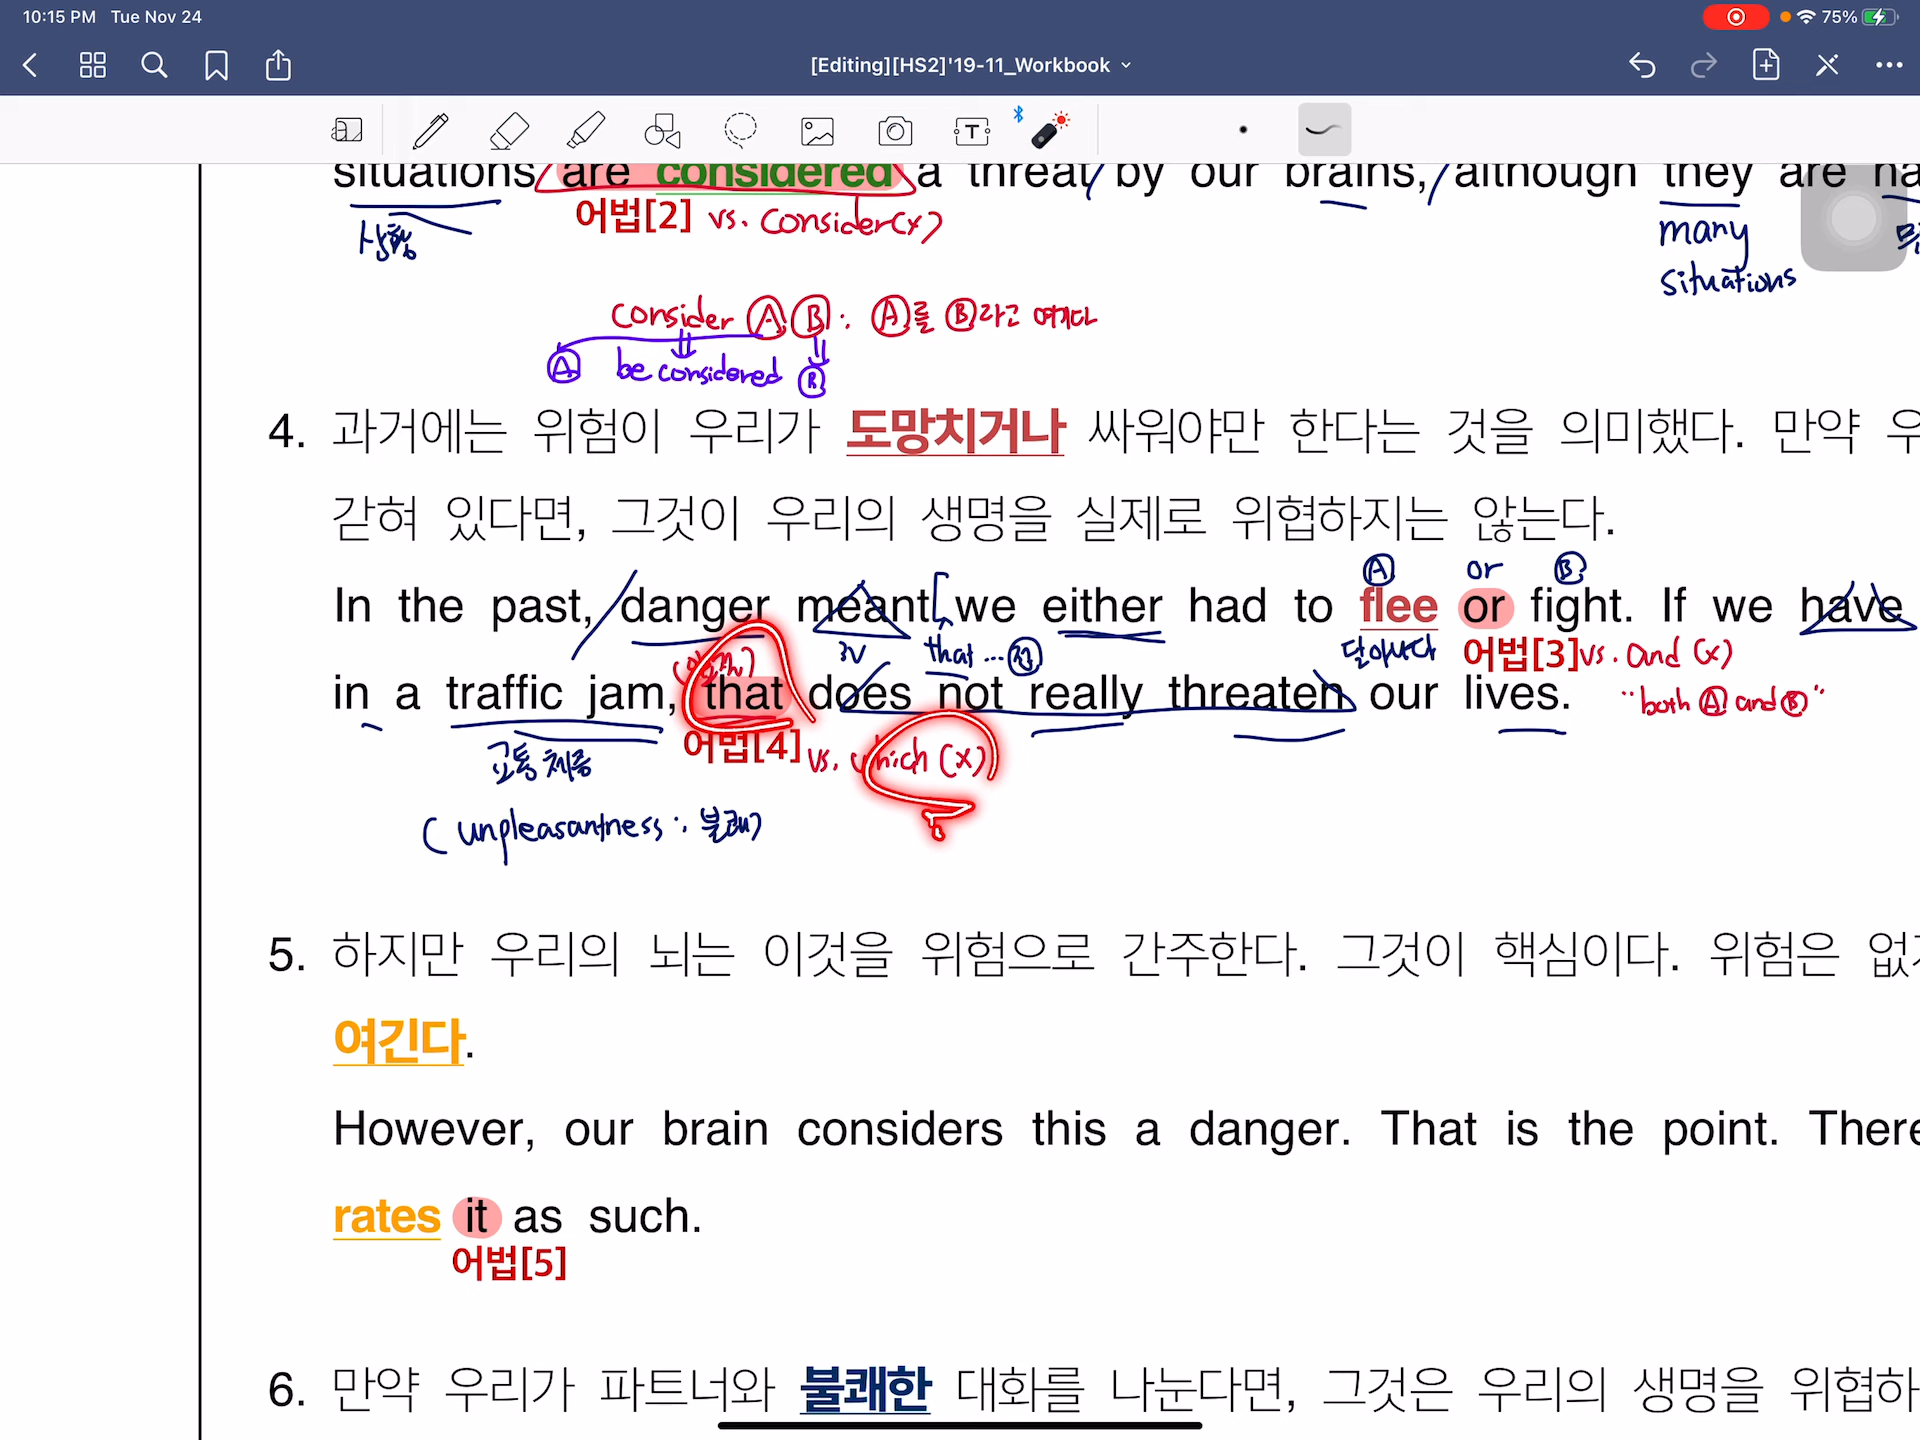 10:15 PM Tue Nov 24
75%
[Editing][HS2]'19-11_Workbook
situations are considered a threat by our brains, although they are ha
어법[2] vs. consider(x)
상황
many
situations
consider Ⓐ Ⓑ : Ⓐ를 Ⓑ라고 여기다
Ⓐ be considered Ⓑ
4. 과거에는 위험이 우리가 도망치거나 싸워야만 한다는 것을 의미했다. 만약 우
갇혀 있다면, 그것이 우리의 생명을 실제로 위협하지는 않는다.
Ⓐ or Ⓑ
In the past, danger meant we either had to flee or fight. If we have
that ... 달아나다 어법[3] vs. and (x)
in a traffic jam, that does not really threaten our lives. "both Ⓐ and Ⓑ"
교통체증 어법[4] vs. which (x)
( unpleasantness : 불쾌)
5. 하지만 우리의 뇌는 이것을 위험으로 간주한다. 그것이 핵심이다. 위험은 없
여긴다.
However, our brain considers this a danger. That is the point. There
rates it as such.
어법[5]
6. 만약 우리가 파트너와 불쾌한 대화를 나눈다면, 그것은 우리의 생명을 위협하